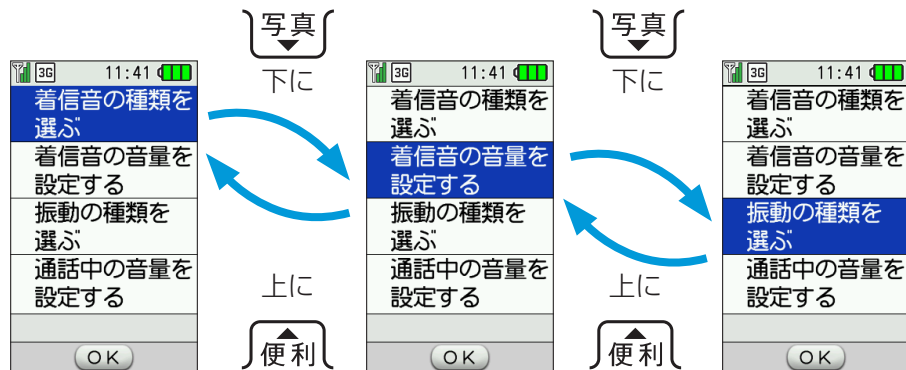 写真
下に
写真
下に
3G 11:41
着信音の種類を
選ぶ
着信音の音量を
設定する
振動の種類を
選ぶ
通話中の音量を
設定する
OK
3G 11:41
着信音の種類を
選ぶ
着信音の音量を
設定する
振動の種類を
選ぶ
通話中の音量を
設定する
OK
3G 11:41
着信音の種類を
選ぶ
着信音の音量を
設定する
振動の種類を
選ぶ
通話中の音量を
設定する
OK
上に
便利
上に
便利